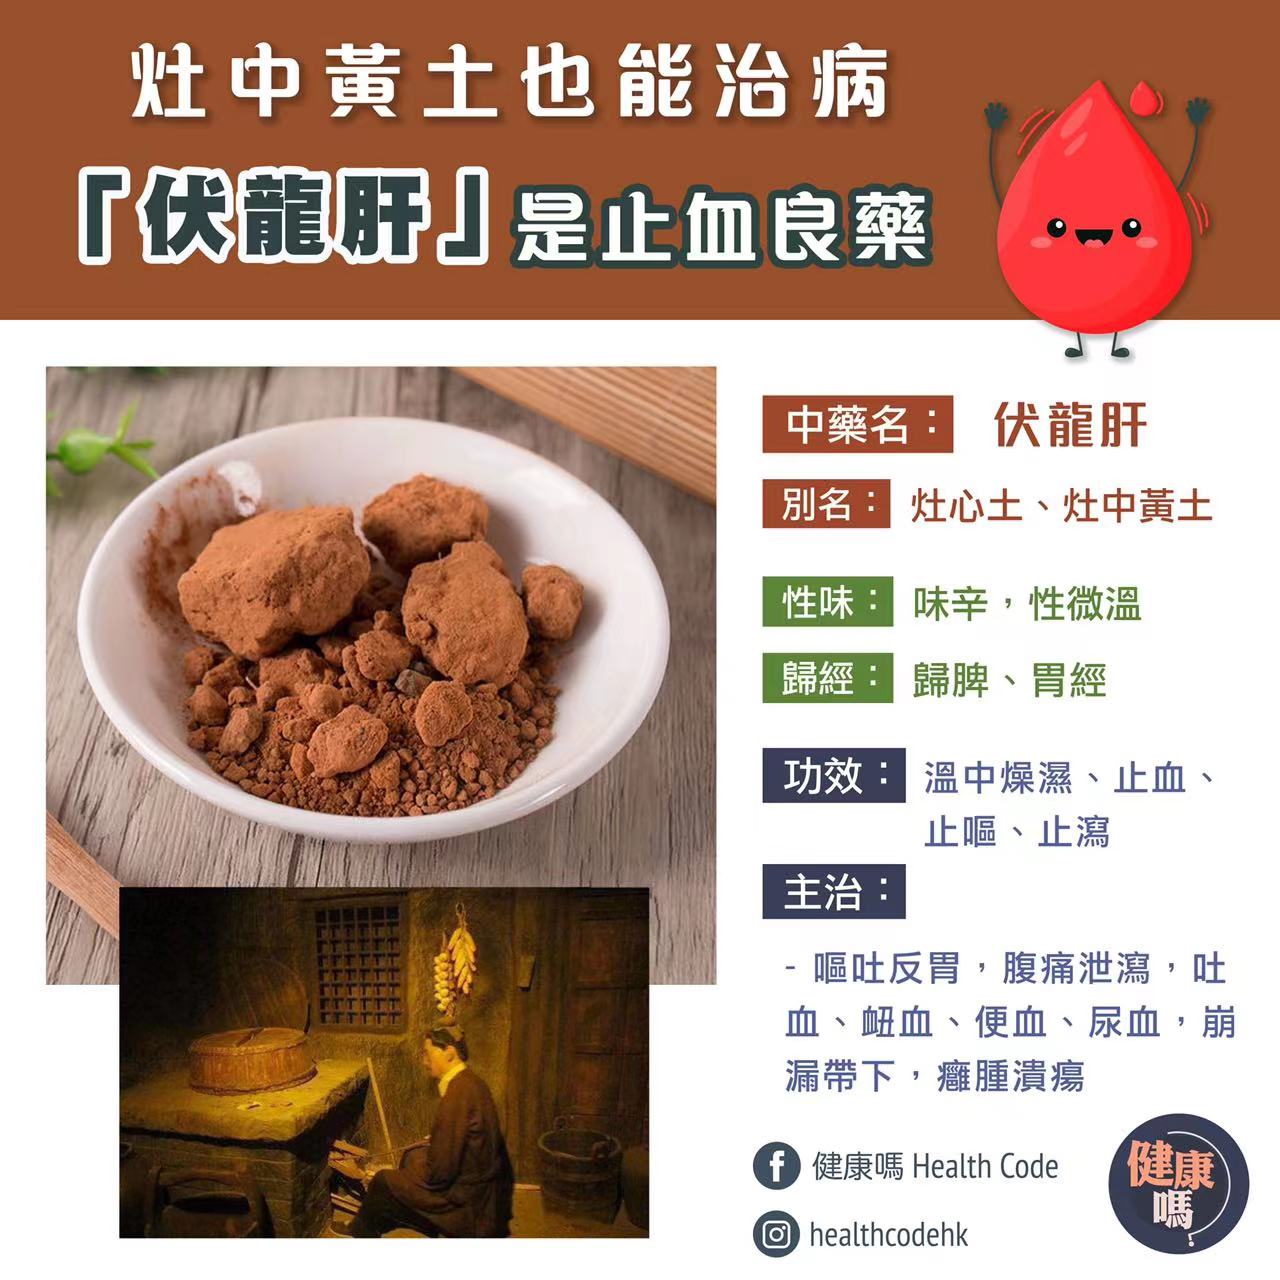 灶中黃土也能治病
「伏龍肝」是止血良藥
中藥名： 伏龍肝
別名： 灶心土、灶中黃土
性味： 味辛，性微溫
歸經： 歸脾、胃經
功效： 溫中燥濕、止血、
止嘔、止瀉
主治：
- 嘔吐反胃，腹痛泄瀉，吐
血、衄血、便血、尿血，崩
漏帶下，癰腫潰瘍
健康嗎 Health Code
healthcodehk
健康
嗎?